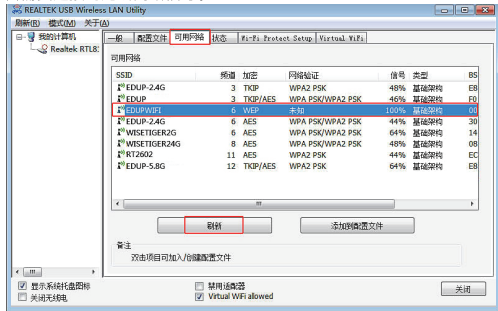 REALTEK USB Wireless LAN Utility
刷新(R) 模式(M) 关于(A)
我的计算机
Realtek RTL8:
一般 配置文件 可用网络 状态 Wi-Fi Protect Setup Virtual WiFi
可用网络
SSID 频道 加密 网络验证 信号 类型 BS
EDUP-2.4G 3 TKIP WPA2 PSK 48% 基础架构 E8
EDUP 3 TKIP/AES WPA PSK/WPA2 PSK 46% 基础架构 F0
EDUPWIFI 6 WEP 未知 100% 基础架构 00
EDUP-2.4G 6 AES WPA PSK/WPA2 PSK 44% 基础架构 30
WISETIGER2G 6 AES WPA PSK/WPA2 PSK 64% 基础架构 14
WISETIGER24G 8 AES WPA PSK/WPA2 PSK 48% 基础架构 08
RT2602 11 AES WPA2 PSK 44% 基础架构 EC
EDUP-5.8G 12 TKIP/AES WPA2 PSK 64% 基础架构 E8
刷新 添加到配置文件
备注
双击项目可加入/创建配置文件
显示系统托盘图标 禁用适配器 关闭
关闭无线电 Virtual WiFi allowed